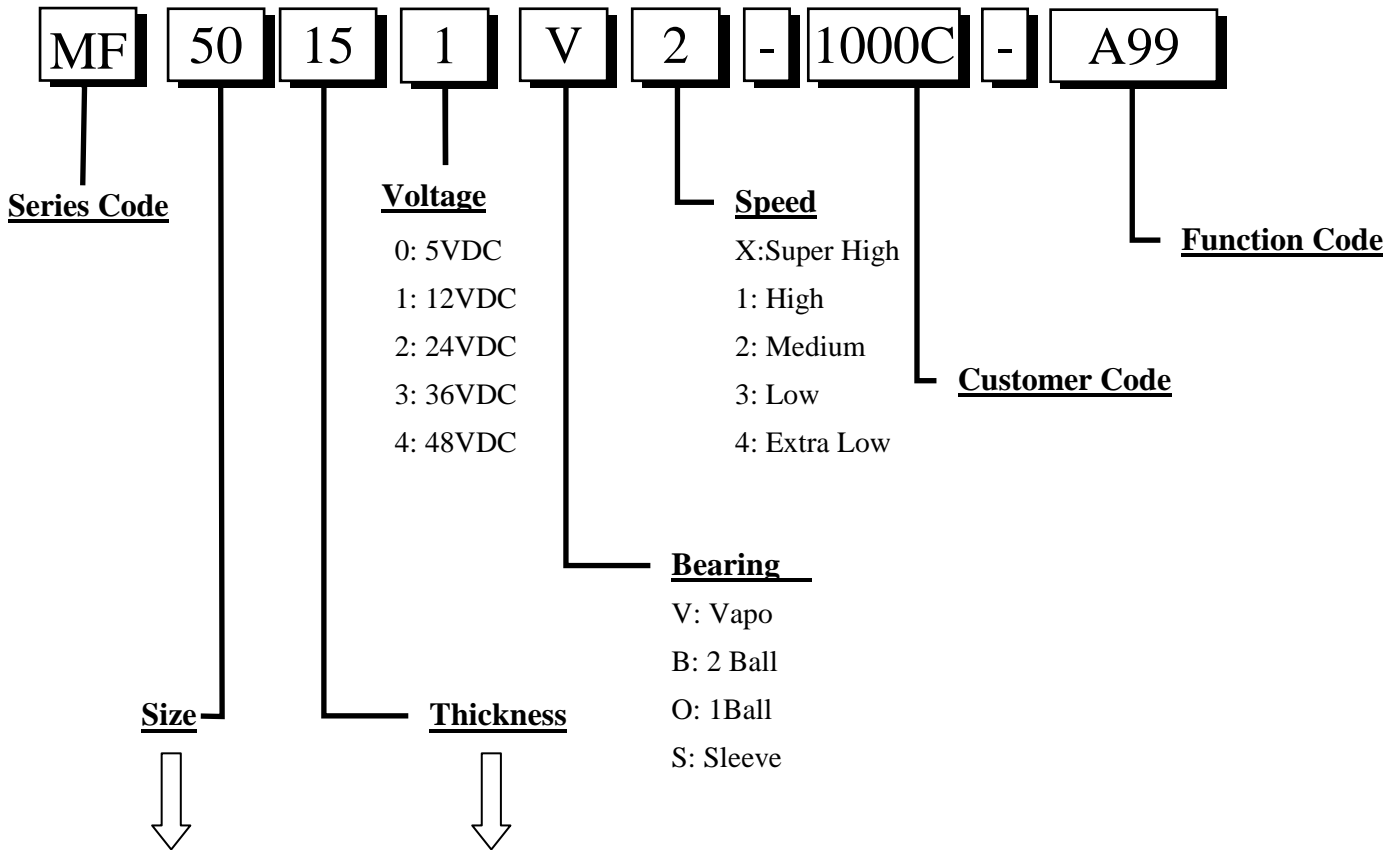 MF 50 15 1 V 2 - 1000C - A99
Series Code
Voltage
0: 5VDC
1: 12VDC
2: 24VDC
3: 36VDC
4: 48VDC
Speed
X:Super High
1: High
2: Medium
3: Low
4: Extra Low
Function Code
Customer Code
Bearing
V: Vapo
B: 2 Ball
O: 1Ball
S: Sleeve
Size
Thickness